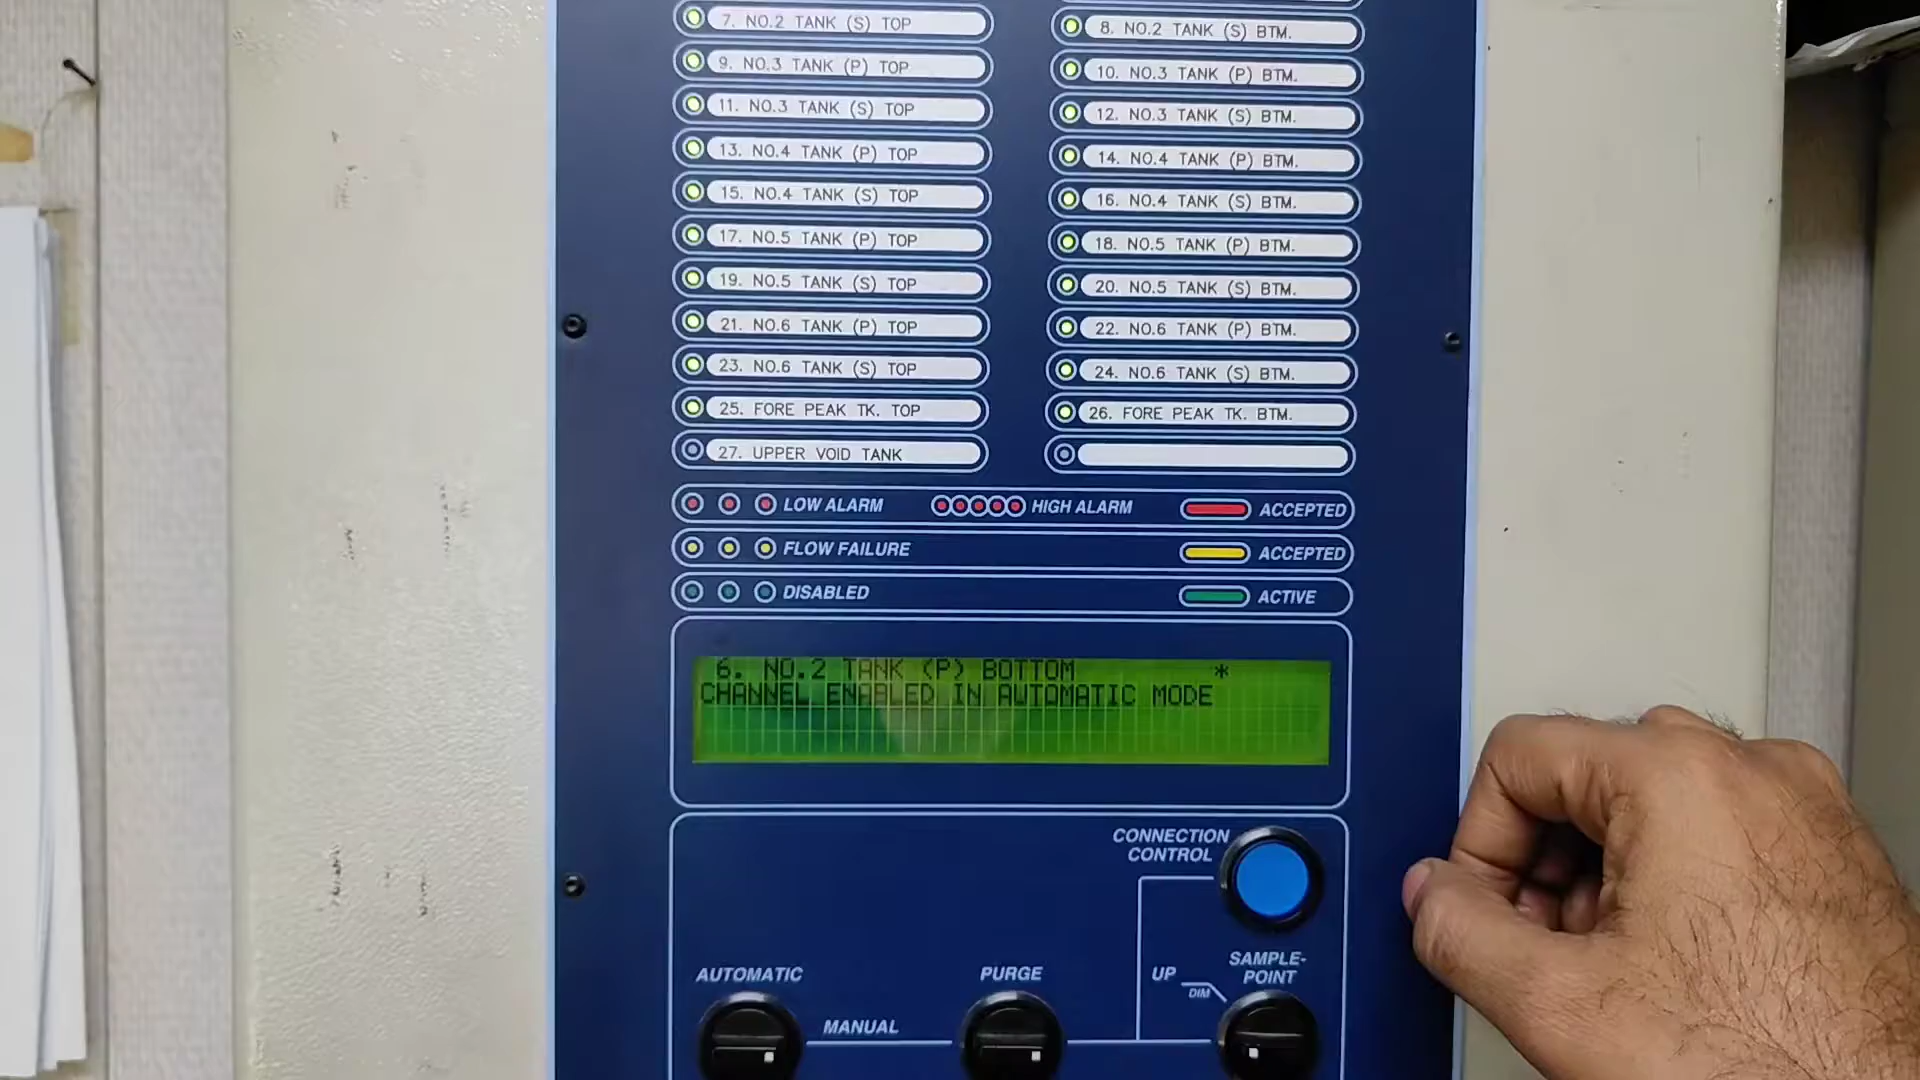 7. NO.2 TANK (S) TOP
8. NO.2 TANK (S) BTM.
9. NO.3 TANK (P) TOP
10. NO.3 TANK (P) BTM.
11. NO.3 TANK (S) TOP
12. NO.3 TANK (S) BTM.
13. NO.4 TANK (P) TOP
14. NO.4 TANK (P) BTM.
15. NO.4 TANK (S) TOP
16. NO.4 TANK (S) BTM.
17. NO.5 TANK (P) TOP
18. NO.5 TANK (P) BTM.
19. NO.5 TANK (S) TOP
20. NO.5 TANK (S) BTM.
21. NO.6 TANK (P) TOP
22. NO.6 TANK (P) BTM.
23. NO.6 TANK (S) TOP
24. NO.6 TANK (S) BTM.
25. FORE PEAK TK. TOP
26. FORE PEAK TK. BTM.
27. UPPER VOID TANK
LOW ALARM HIGH ALARM ACCEPTED
FLOW FAILURE ACCEPTED
DISABLED ACTIVE
6. NO.2 TANK (P) BOTTOM *
CHANNEL ENABLED IN AUTOMATIC MODE
CONNECTION
CONTROL
AUTOMATIC
MANUAL
PURGE
UP
DIM
SAMPLE-
POINT